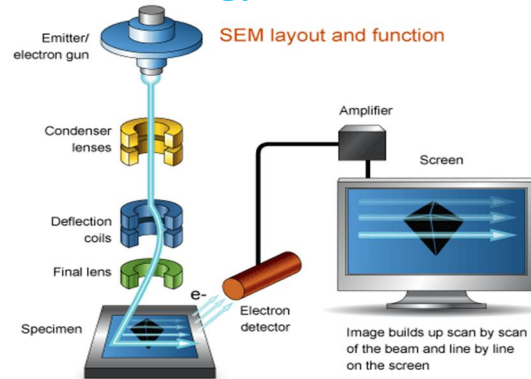 SEM layout and function
Emitter/
electron gun
Condenser
lenses
Deflection
coils
Final lens
Specimen
e-
Electron
detector
Amplifier
Screen
Image builds up scan by scan
of the beam and line by line
on the screen